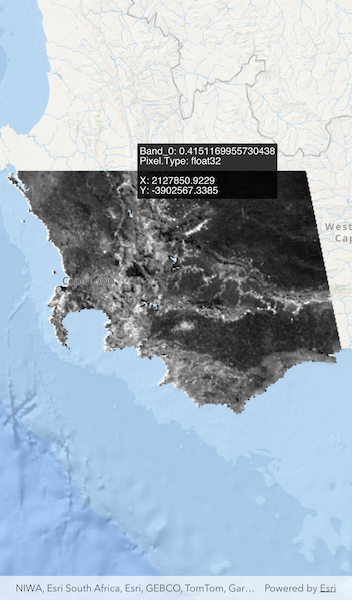 Band_0: 0.4151169955730438
Pixel.Type: float32
X: 2127850.9229
Y: -3902567.3385
West
Cap
NIWA, Esri South Africa, Esri, GEBCO, TomTom, Gar… Powered by Esri